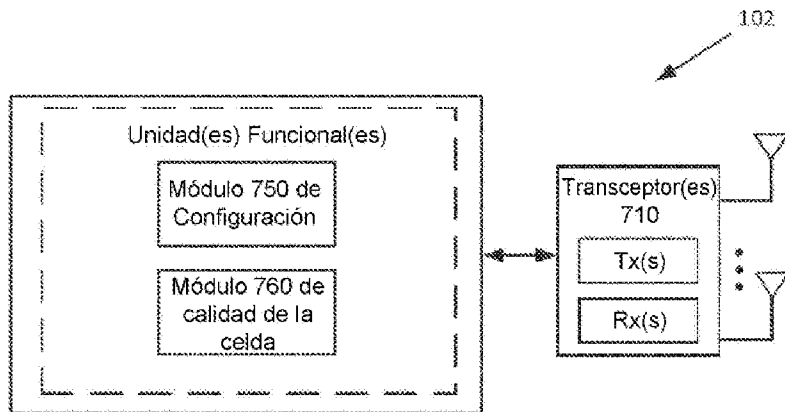 102
Unidad(es) Funcional(es)
Módulo 750 de
Configuración
Módulo 760 de
calidad de la
celda
Transceptor(es)
710
Tx(s)
Rx(s)